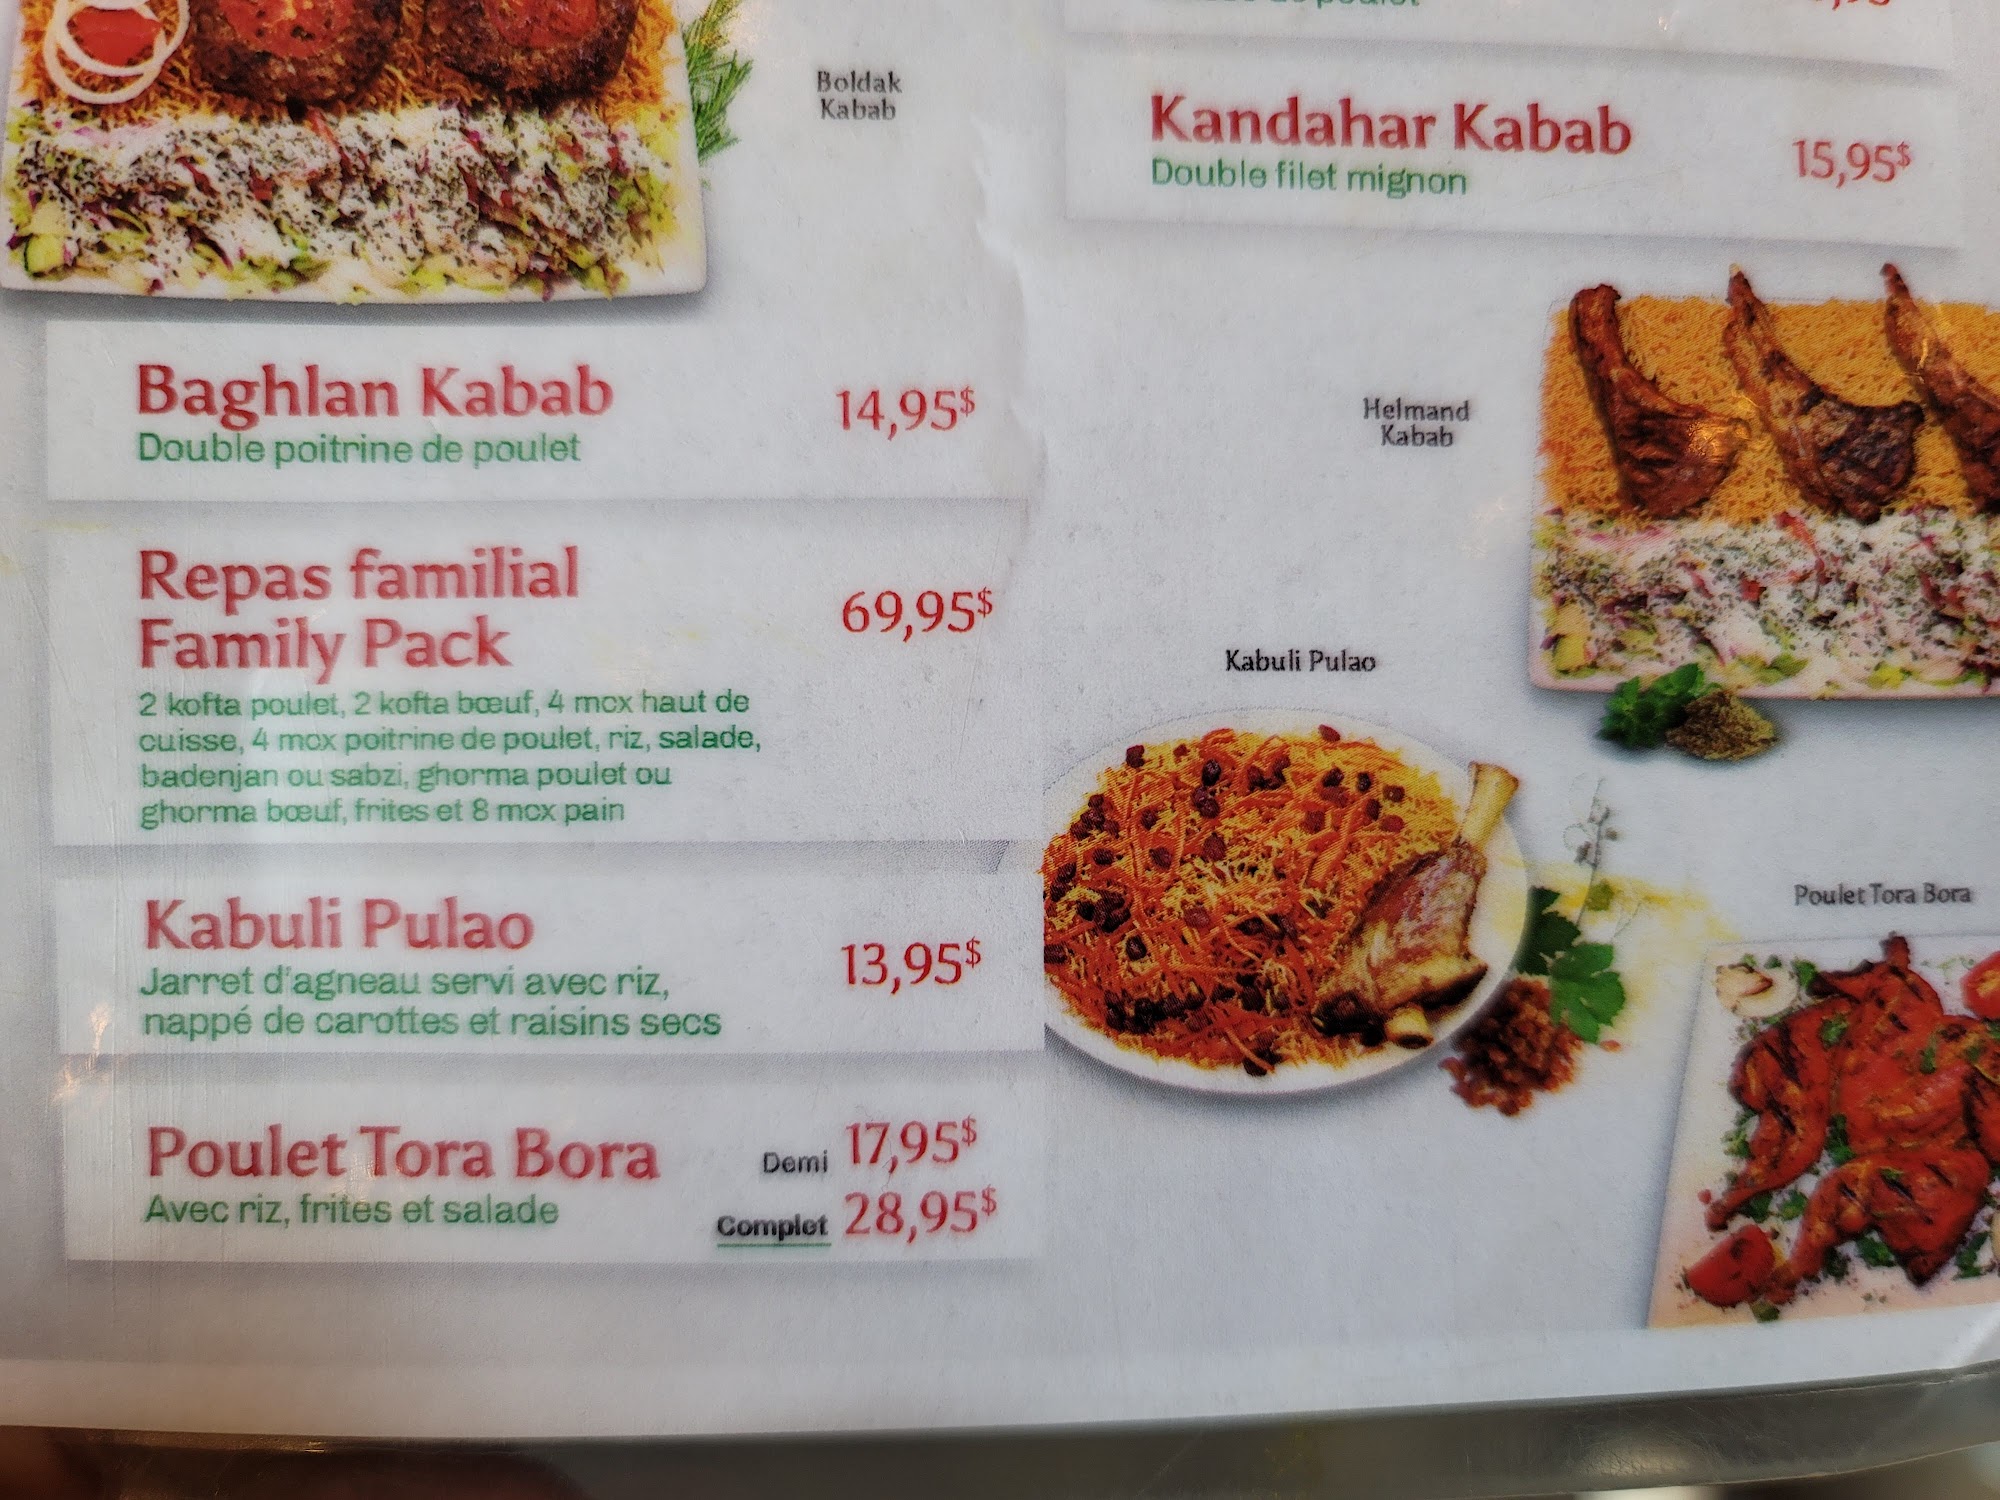 Boldak
Kabab
Baghlan Kabab 14,95$
Double poitrine de poulet
Repas familial
Family Pack 69,95$
2 kofta poulet, 2 kofta bœuf, 4 mcx haut de
cuisse, 4 mcx poitrine de poulet, riz, salade,
badenjan ou sabzi, ghorma poulet ou
ghorma bœuf, frites et 8 mcx pain
Kabuli Pulao 13,95$
Jarret d'agneau servi avec riz,
nappé de carottes et raisins secs
Poulet Tora Bora Demi 17,95$
Avec riz, frites et salade Complet 28,95$
de poulet
Kandahar Kabab 15,95$
Double filet mignon
Helmand
Kabab
Kabuli Pulao
Poulet Tora Bora